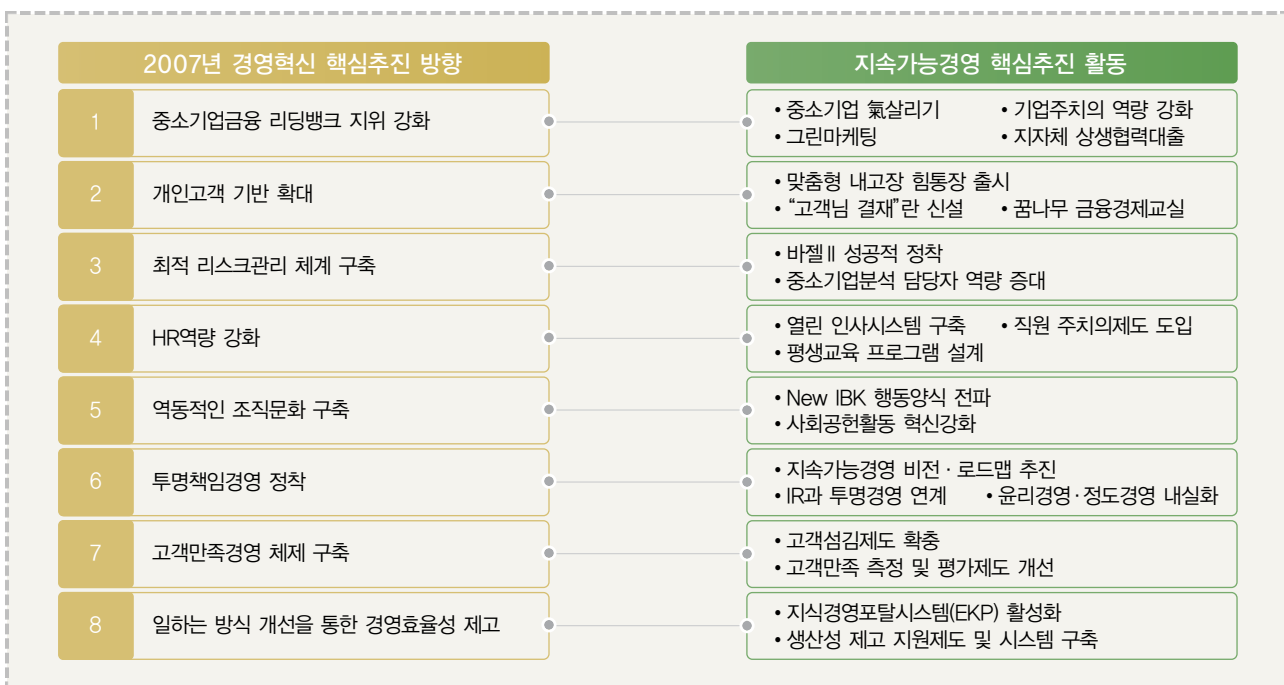 2007년 경영혁신 핵심추진 방향
지속가능경영 핵심추진 활동
1 중소기업금융 리딩뱅크 지위 강화
• 중소기업 氣살리기 • 기업주치의 역량 강화
• 그린마케팅 • 지자체 상생협력대출
2 개인고객 기반 확대
• 맞춤형 내고장 힘통장 출시
• “고객님 결재”란 신설 • 꿈나무 금융경제교실
3 최적 리스크관리 체계 구축
• 바젤Ⅱ 성공적 정착
• 중소기업분석 담당자 역량 증대
4 HR역량 강화
• 열린 인사시스템 구축 • 직원 주치의제도 도입
• 평생교육 프로그램 설계
5 역동적인 조직문화 구축
• New IBK 행동양식 전파
• 사회공헌활동 혁신강화
6 투명책임경영 정착
• 지속가능경영 비전 · 로드맵 추진
• IR과 투명경영 연계 • 윤리경영·정도경영 내실화
7 고객만족경영 체제 구축
• 고객섬김제도 확충
• 고객만족 측정 및 평가제도 개선
8 일하는 방식 개선을 통한 경영효율성 제고
• 지식경영포탈시스템(EKP) 활성화
• 생산성 제고 지원제도 및 시스템 구축